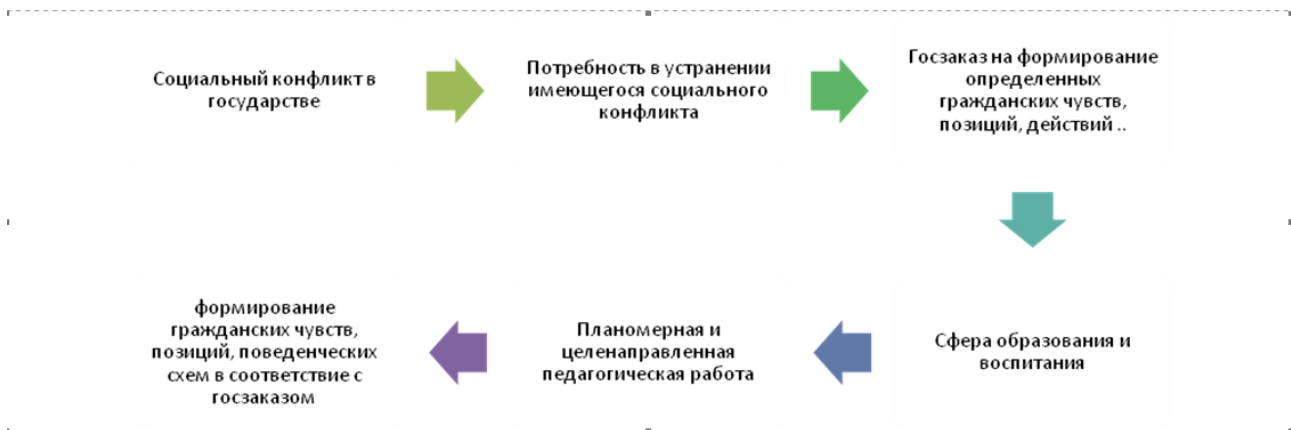 Социальный конфликт в
государстве
Потребность в устранении
имеющегося социального
конфликта
Госзаказ на формирование
определенных
гражданских чувств,
позиций, действий ..
Сфера образования и
воспитания
Планомерная и
целенаправленная
педагогическая работа
формирование
гражданских чувств,
позиций, поведенческих
схем в соответствие с
госзаказом